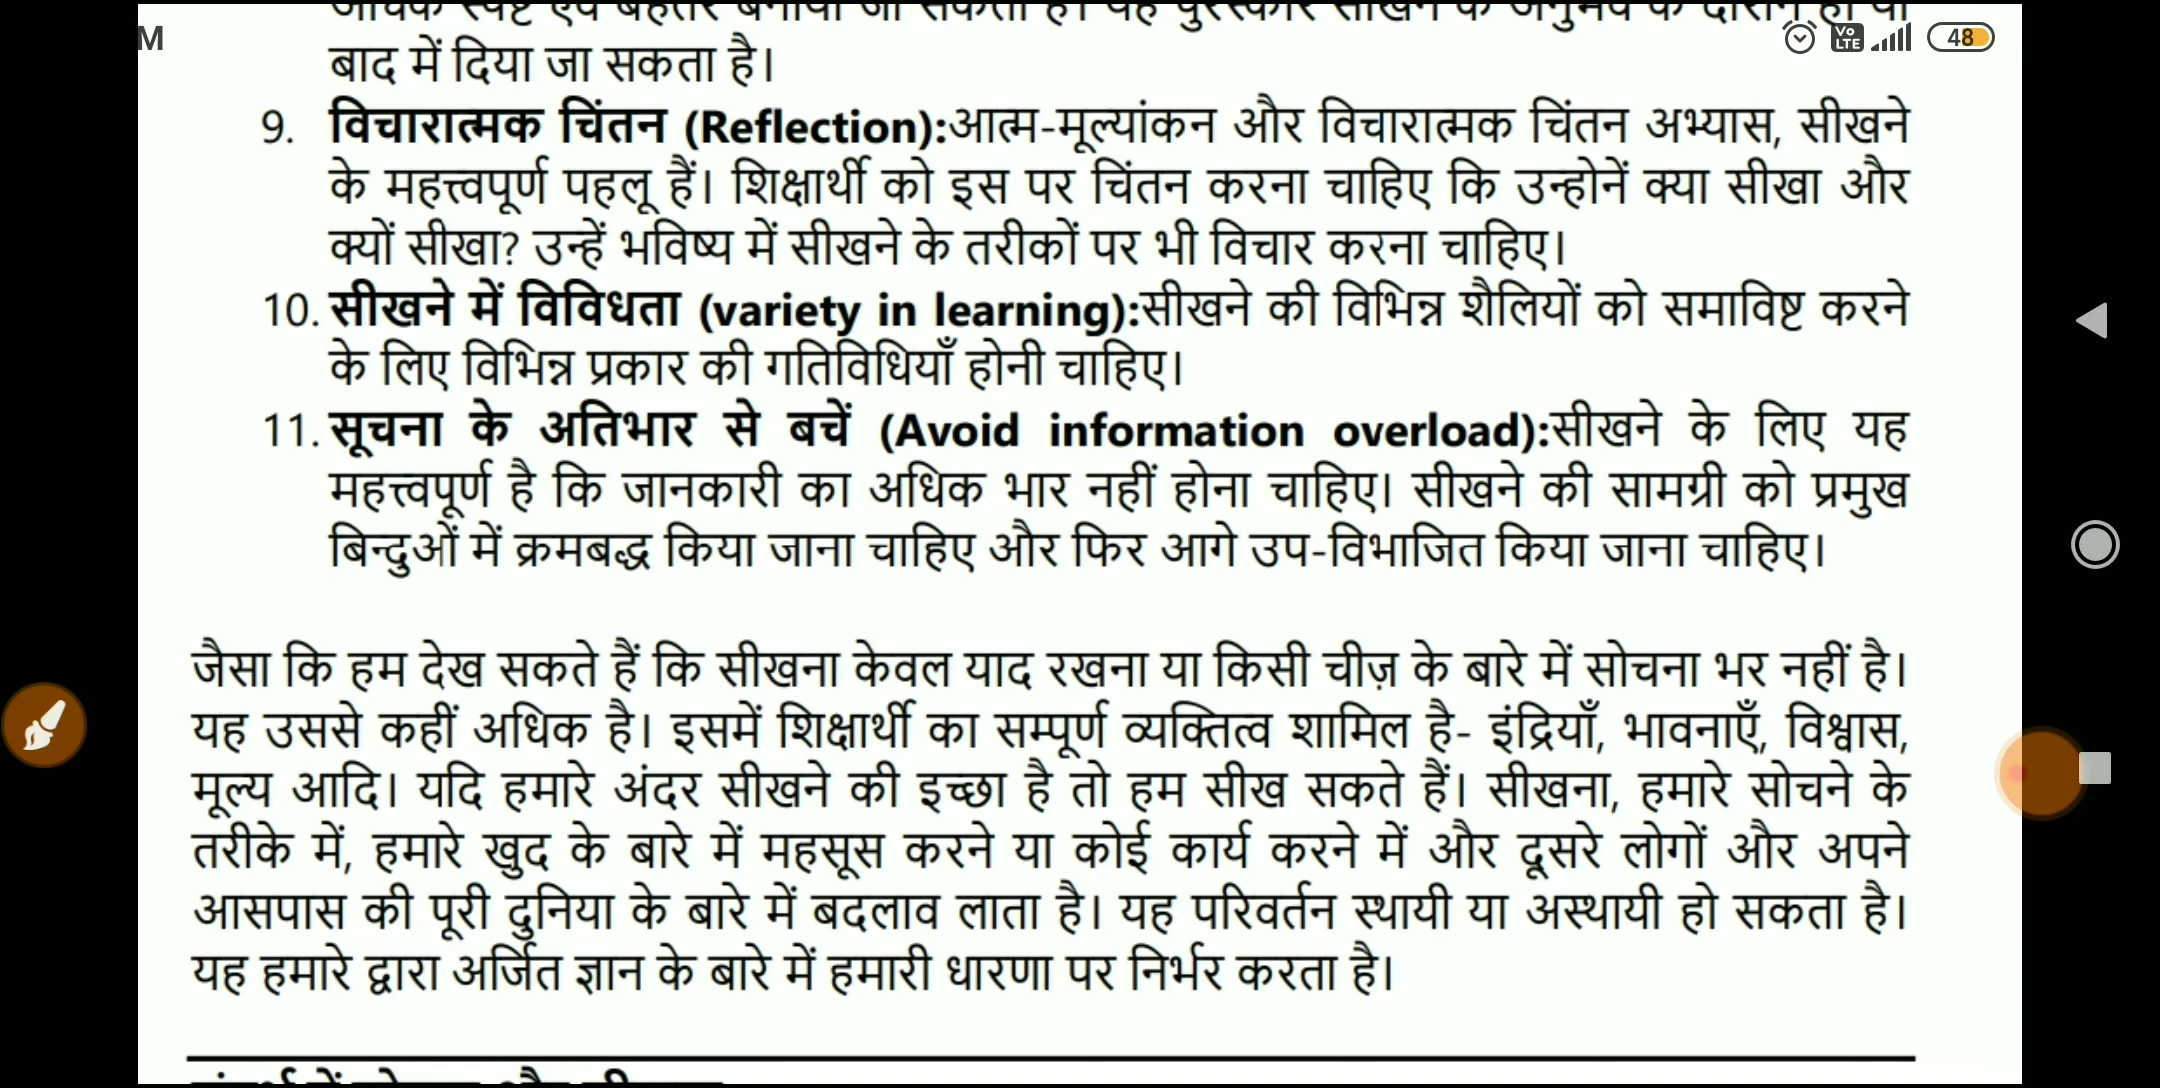 बाद में दिया जा सकता है।
M
48
Vo LTE
9. विचारात्मक चिंतन (Reflection):आत्म-मूल्यांकन और विचारात्मक चिंतन अभ्यास, सीखने
के महत्त्वपूर्ण पहलू हैं। शिक्षार्थी को इस पर चिंतन करना चाहिए कि उन्होनें क्या सीखा और
क्यों सीखा? उन्हें भविष्य में सीखने के तरीकों पर भी विचार करना चाहिए।
10. सीखने में विविधता (variety in learning):सीखने की विभिन्न शैलियों को समाविष्ट करने
के लिए विभिन्न प्रकार की गतिविधियाँ होनी चाहिए।
11. सूचना के अतिभार से बचें (Avoid information overload):सीखने के लिए यह
महत्त्वपूर्ण है कि जानकारी का अधिक भार नहीं होना चाहिए। सीखने की सामग्री को प्रमुख
बिन्दुओं में क्रमबद्ध किया जाना चाहिए और फिर आगे उप-विभाजित किया जाना चाहिए।
जैसा कि हम देख सकते हैं कि सीखना केवल याद रखना या किसी चीज़ के बारे में सोचना भर नहीं है।
यह उससे कहीं अधिक है। इसमें शिक्षार्थी का सम्पूर्ण व्यक्तित्व शामिल है- इंद्रियाँ, भावनाएँ, विश्वास,
मूल्य आदि। यदि हमारे अंदर सीखने की इच्छा है तो हम सीख सकते हैं। सीखना, हमारे सोचने के
तरीके में, हमारे खुद के बारे में महसूस करने या कोई कार्य करने में और दूसरे लोगों और अपने
आसपास की पूरी दुनिया के बारे में बदलाव लाता है। यह परिवर्तन स्थायी या अस्थायी हो सकता है।
यह हमारे द्वारा अर्जित ज्ञान के बारे में हमारी धारणा पर निर्भर करता है।